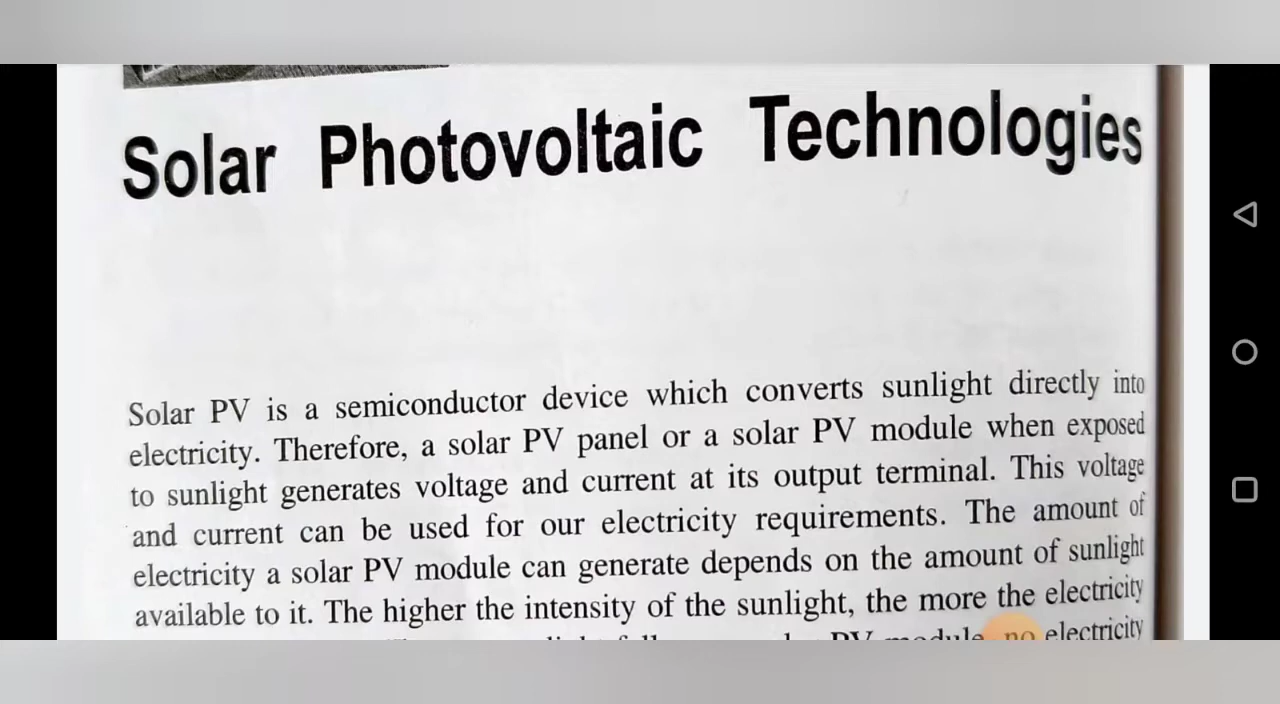 Solar Photovoltaic Technologies
Solar PV is a semiconductor device which converts sunlight directly into
electricity. Therefore, a solar PV panel or a solar PV module when exposed
to sunlight generates voltage and current at its output terminal. This voltage
and current can be used for our electricity requirements. The amount of
electricity a solar PV module can generate depends on the amount of sunlight
available to it. The higher the intensity of the sunlight, the more the electricity
PV module, no electricity